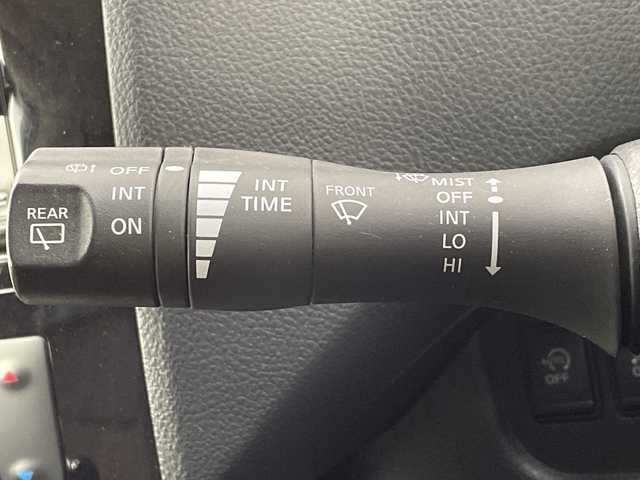 OFF
INT
ON
REAR
INT
TIME
FRONT
MIST
OFF
INT
LO
HI
OFF